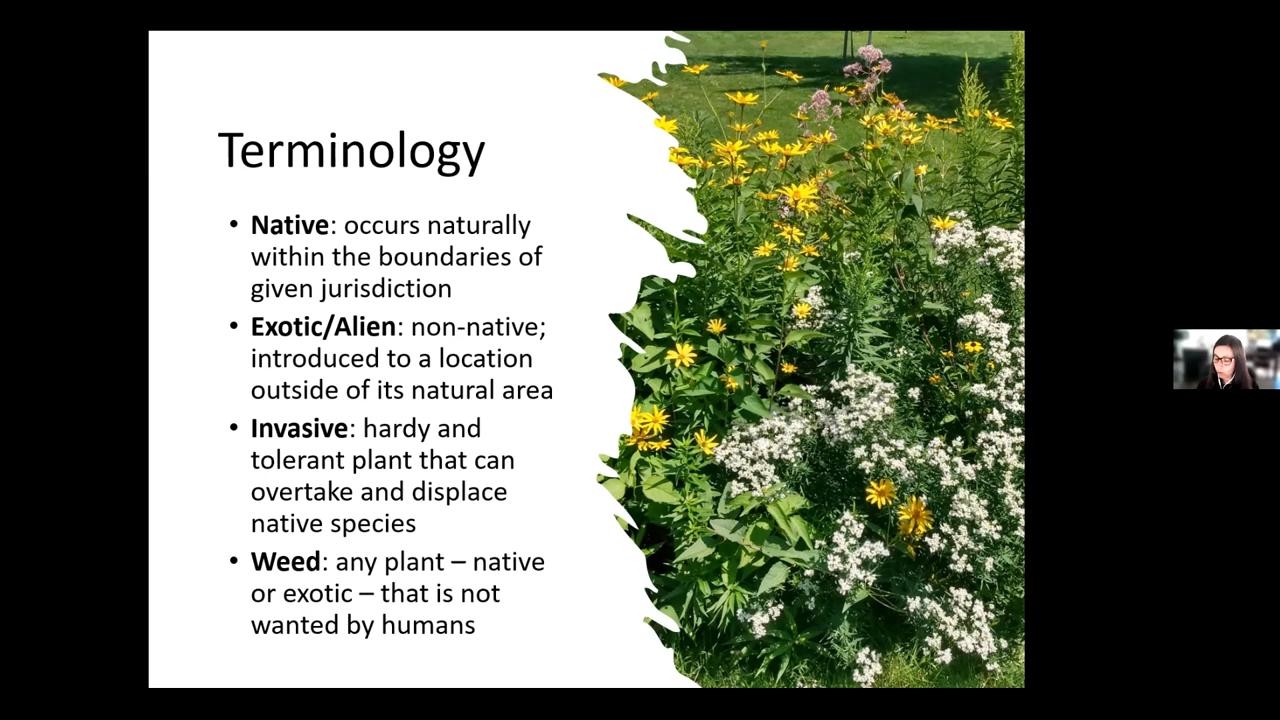 Terminology
• Native: occurs naturally
within the boundaries of
given jurisdiction
• Exotic/Alien: non-native;
introduced to a location
outside of its natural area
• Invasive: hardy and
tolerant plant that can
overtake and displace
native species
• Weed: any plant – native
or exotic – that is not
wanted by humans